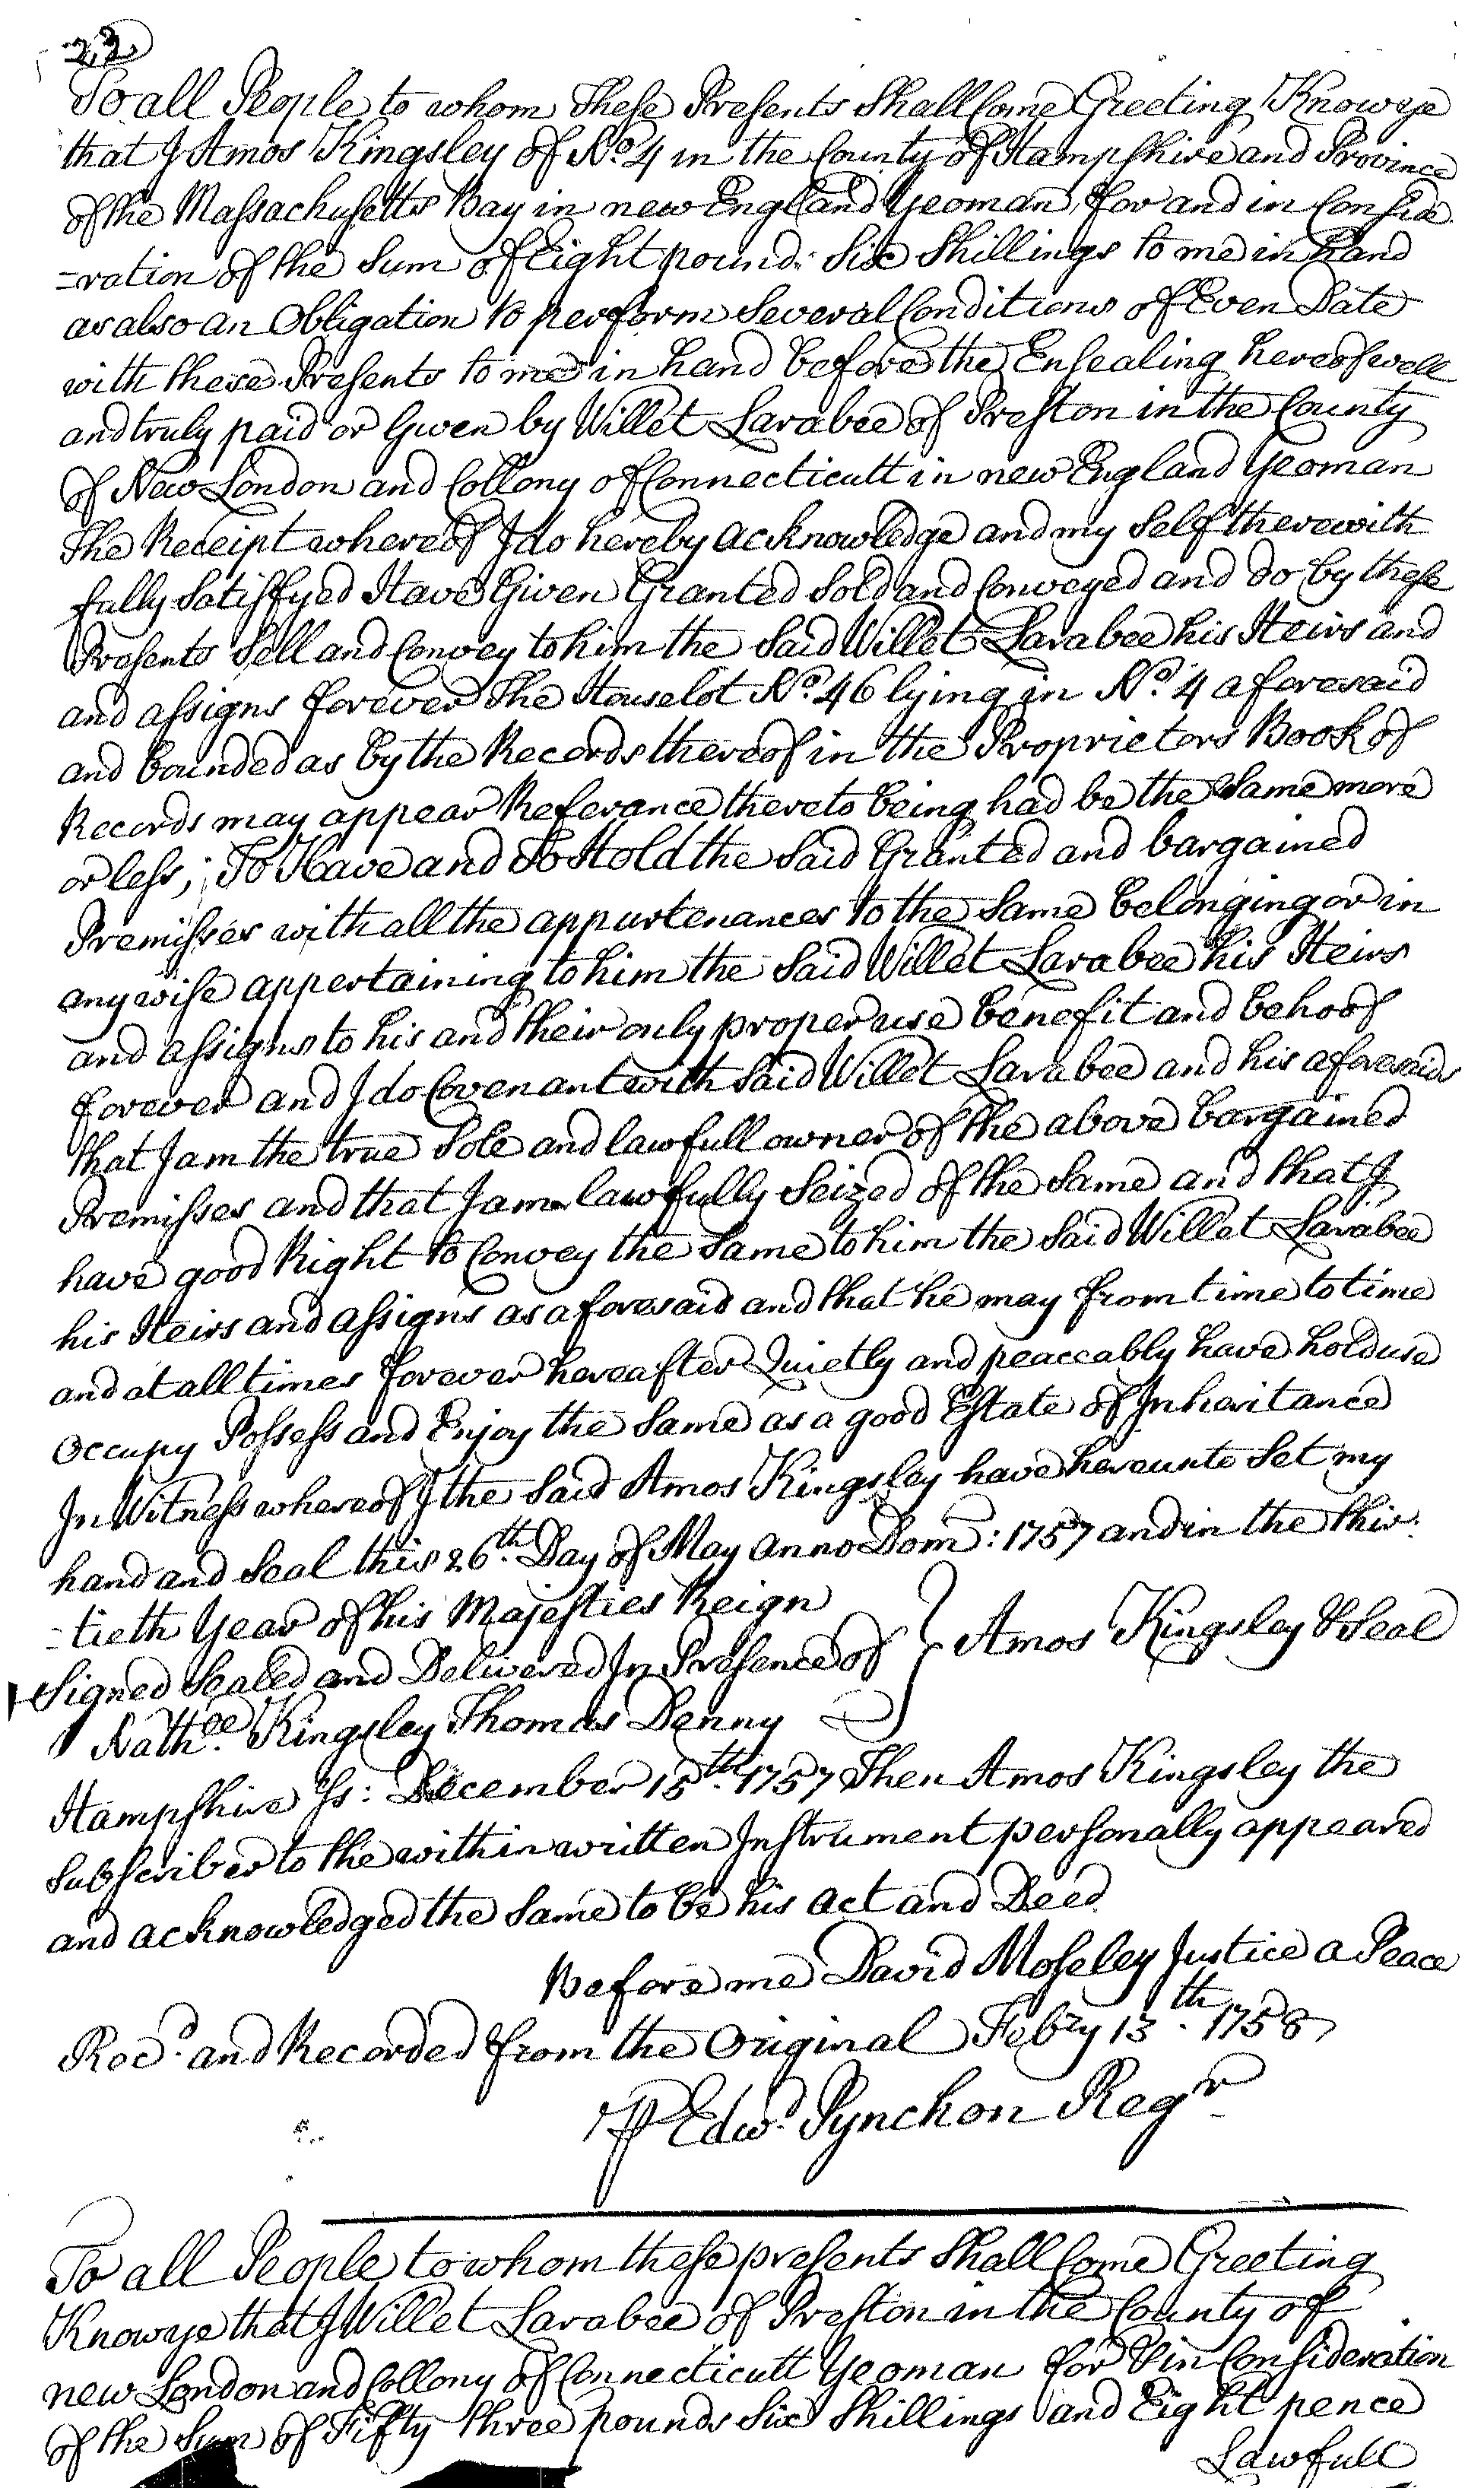 22
To all People to whom These Presents Shall Come Greeting Know ye
that I Amos Kingsley of No. 4 in the County of Hampshire and Province
of the Massachusetts Bay in new England Yeoman, for and in Conside
=ration of the Sum of Eight pound: Six Shillings to me in hand
as also an Obligation to perform Several Conditions of Even Date
with these Presents to me in hand before the Ensealing hereof well
and truly paid or Given by Willet Larabee of Preston in the County
of New London and Collony of Connecticutt in new England Yeoman
The Receipt whereof I do hereby acknowledge and my Self therewith
fully Satisfyed Have Given Granted Sold and Conveyed and do by these
Presents Sell and Convey to him the Said Willet Larabee his Heirs and
and assigns forever The Houselot No. 46 lying in No. 4 aforesaid
and bounded as by the Records thereof in the Proprietors Book of
Records may appear Referance thereto being had be the Same more
or less; To Have and To Hold the Said Granted and bargained
Premisses with all the appurtenances to the Same belonging or in
any wise appertaining to him the Said Willet Larabee his Heirs
and assigns to his and their only proper use benefit and behoof
forever and I do Covenant with Said Willet Larabee and his aforesaids
that I am the true Sole and lawfull owner of the above bargained
Premisses and that I am lawfully Seized of the Same and that I
have good Right to Convey the Same to him the Said Willet Larabee
his Heirs and assigns as aforesaid and that he may from time to time
and at all times forever hereafter Quietly and peaccably have hold use
Occupy Possess and Enjoy the Same as a good Estate of Inheritance
In Witness whereof I the Said Amos Kingsley have hereunto Set my
hand and Seal this 26th. Day of May anno Dom: 1757 and in the thir:
=tieth Year of his Majesties Reign
Signed Sealed and Delivered In Presence of } Amos Kingsley & Seal
Nathll. Kingsley Thomas Denny
Hampshire Ss: December 15th. 1757 Then Amos Kingsley the
Subscriber to the within written Instrument personally appeared
and acknowledged the Same to be his act and Deed
Before me David Moseley Justice a Peace
Recd. and Recorded from the Original Febry 13th. 1758
P Edwd. Pynchon Regr
To all People to whom these presents Shall Come Greeting
Know ye that I Willet Larabee of Preston in the County of
new London and Collony of Connecticutt Yeoman for & in Consideration
of the Sum of Fifty three pounds Six Shillings and Eight pence
Lawfull